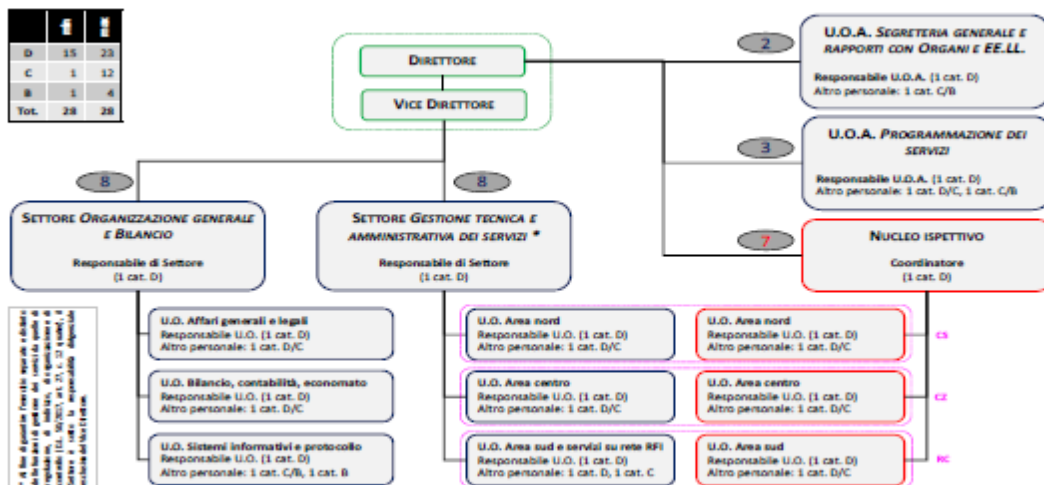 D 15 23
C 1 12
B 1 4
Tot. 28 28
DIRETTORE
VICE DIRETTORE
2
U.O.A. SEGRETERIA GENERALE E
RAPPORTI CON ORGANI E EE.LL.
Responsabile U.O.A. (1 cat. D)
Altro personale: 1 cat. C/B
3
U.O.A. PROGRAMMAZIONE DEI
SERVIZI
Responsabile U.O.A. (1 cat. D)
Altro personale: 1 cat. D/C, 1 cat. C/B
8
SETTORE ORGANIZZAZIONE GENERALE
E BILANCIO
Responsabile di Settore
(1 cat. D)
8
SETTORE GESTIONE TECNICA E
AMMINISTRATIVA DEI SERVIZI *
Responsabile di Settore
(1 cat. D)
7
NUCLEO ISPETTIVO
Coordinatore
(1 cat. D)
U.O. Affari generali e legali
Responsabile U.O. (1 cat. D)
Altro personale: 1 cat. D/C
U.O. Bilancio, contabilità, economato
Responsabile U.O. (1 cat. D)
Altro personale: 1 cat. D/C
U.O. Sistemi informativi e protocollo
Responsabile U.O. (1 cat. D)
Altro personale: 1 cat. C/B, 1 cat. B
U.O. Area nord
Responsabile U.O. (1 cat. D)
Altro personale: 1 cat. D/C
U.O. Area nord
Responsabile U.O. (1 cat. D)
Altro personale: 1 cat. D/C
CS
U.O. Area centro
Responsabile U.O. (1 cat. D)
Altro personale: 1 cat. D/C
U.O. Area centro
Responsabile U.O. (1 cat. D)
Altro personale: 1 cat. D/C
CZ
U.O. Area sud e servizi su rete RFI
Responsabile U.O. (1 cat. D)
Altro personale: 1 cat. D, 1 cat. C
U.O. Area sud
Responsabile U.O. (1 cat. D)
Altro personale: 1 cat. D/C
RC